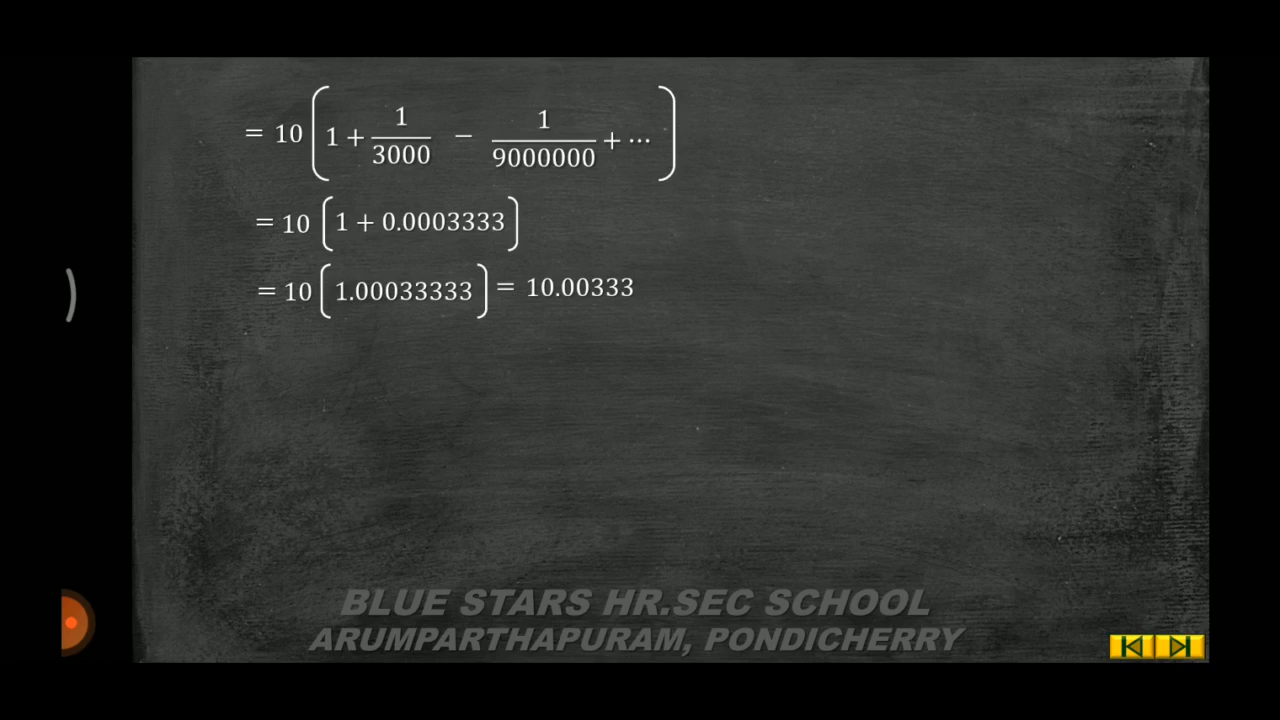 = 10 ( 1 + 1/3000 − 1/9000000 + ⋯ )
= 10 ( 1 + 0.0003333 )
= 10 ( 1.00033333 ) = 10.00333
BLUE STARS HR.SEC SCHOOL
ARUMPARTHAPURAM, PONDICHERRY